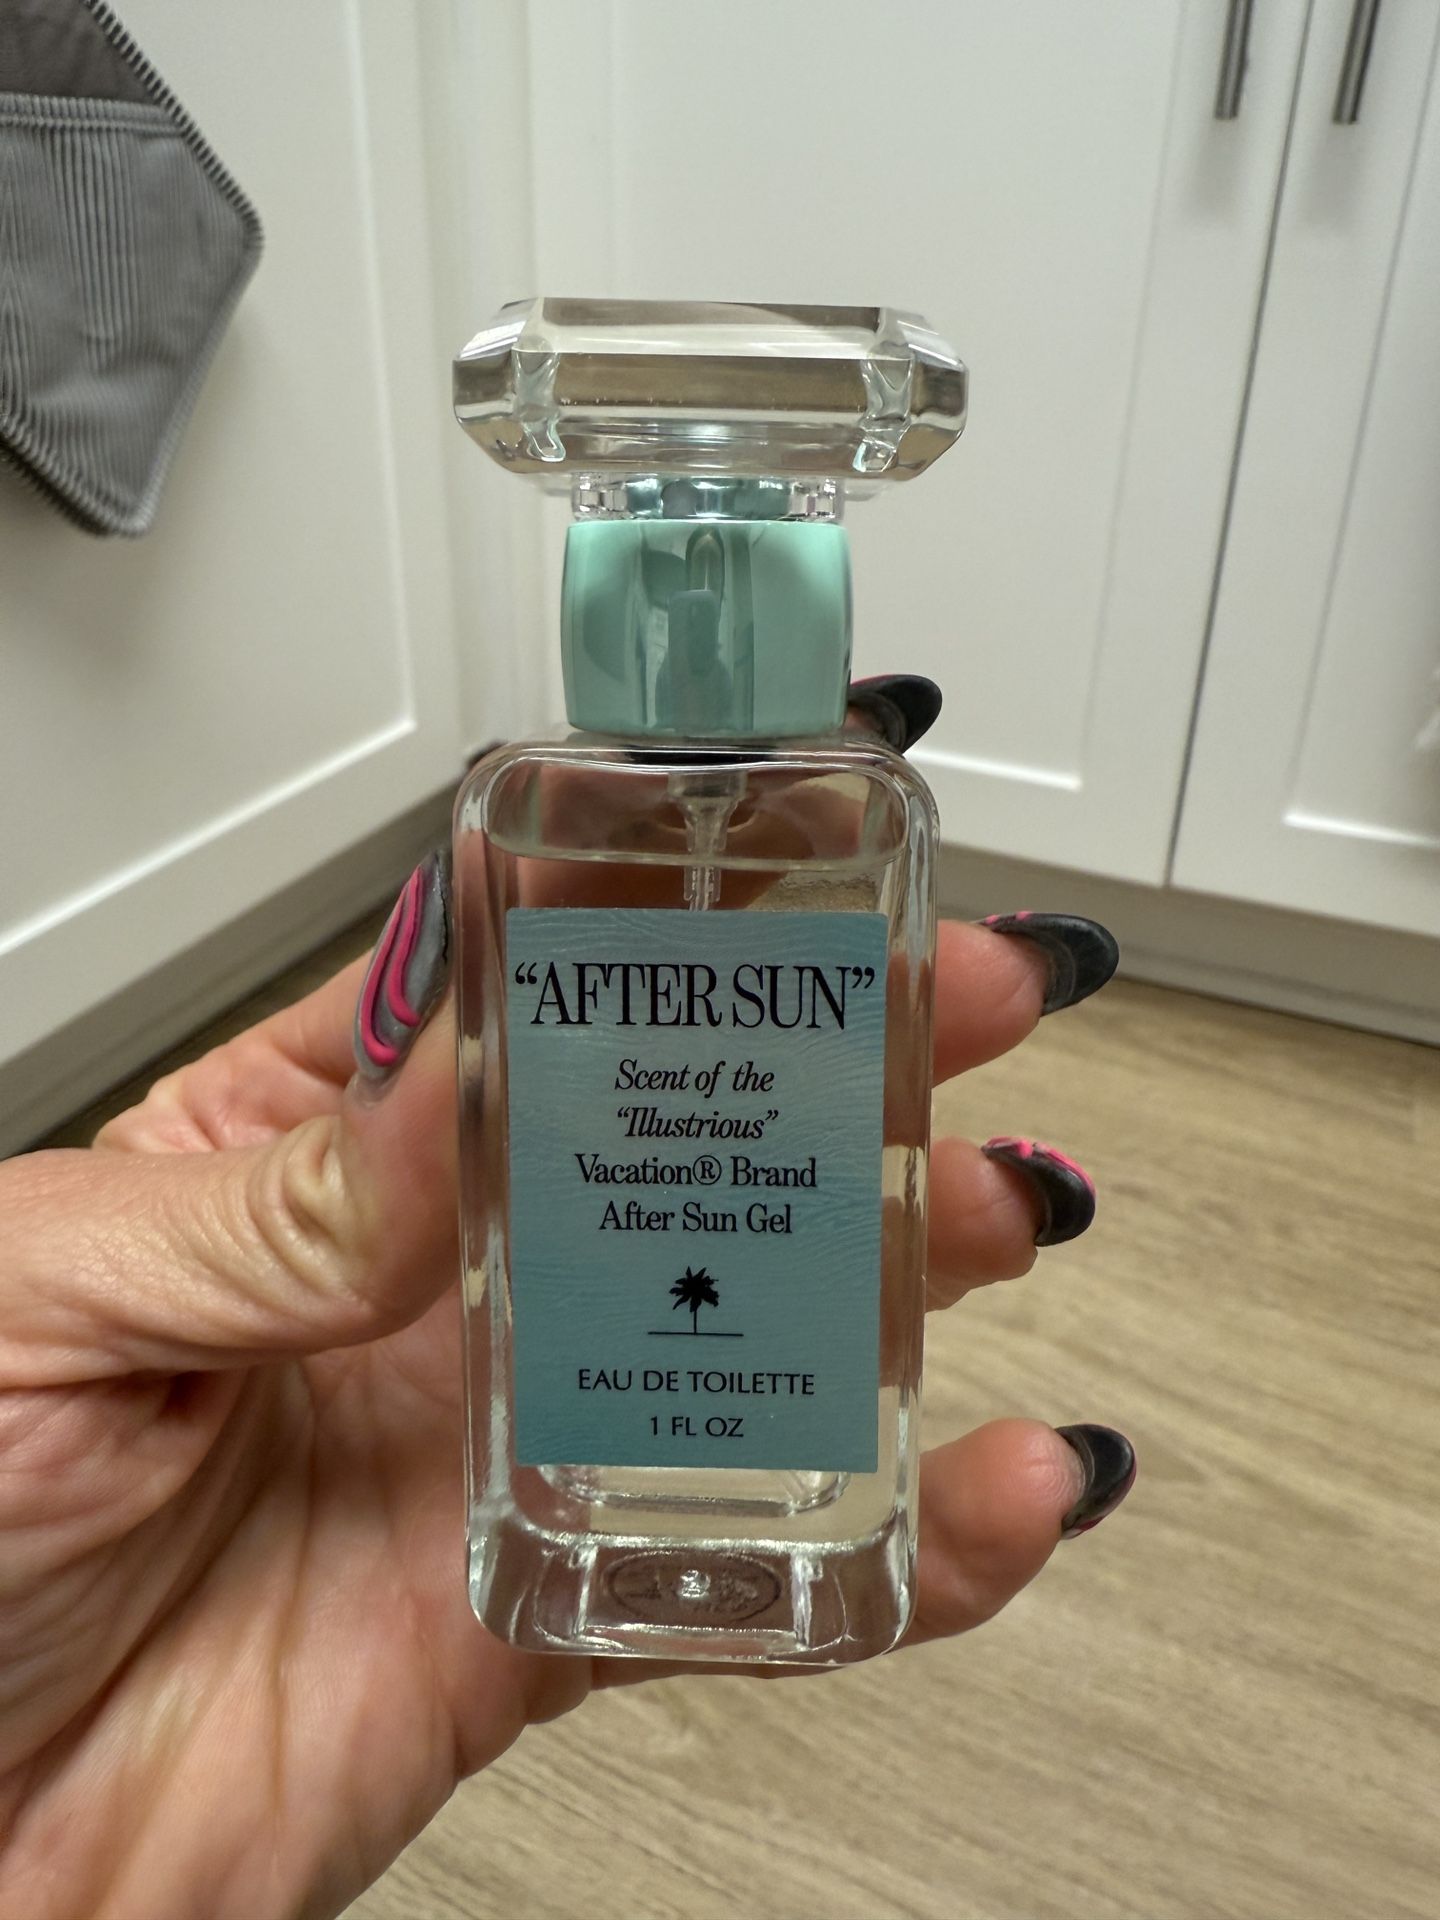 “AFTER SUN”
Scent of the
“Illustrious”
Vacation® Brand
After Sun Gel
EAU DE TOILETTE
1 FL OZ